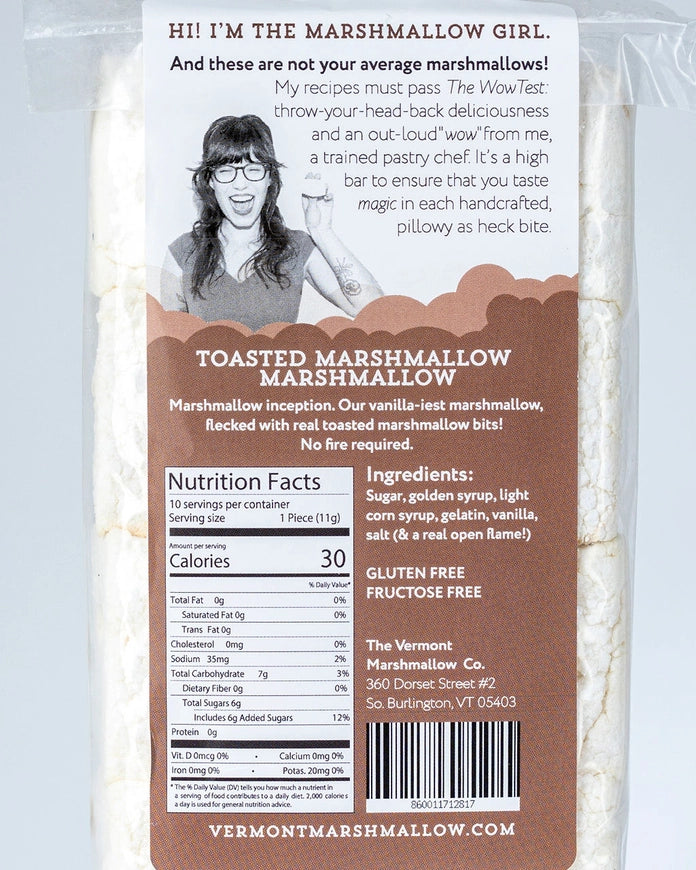 HI! I'M THE MARSHMALLOW GIRL.
And these are not your average marshmallows!
My recipes must pass The WowTest:
throw-your-head-back deliciousness
and an out-loud"wow"from me,
a trained pastry chef. It's a high
bar to ensure that you taste
magic in each handcrafted,
pillowy as heck bite.
TOASTED MARSHMALLOW
MARSHMALLOW
Marshmallow inception. Our vanilla-iest marshmallow,
flecked with real toasted marshmallow bits!
No fire required.
Nutrition Facts
10 servings per container
Serving size 1 Piece (11g)
Amount per serving
Calories 30
% Daily Value*
Total Fat 0g 0%
Saturated Fat 0g 0%
Trans Fat 0g
Cholesterol 0mg 0%
Sodium 35mg 2%
Total Carbohydrate 7g 3%
Dietary Fiber 0g 0%
Total Sugars 6g
Includes 6g Added Sugars 12%
Protein 0g
Vit. D 0mcg 0% • Calcium 0mg 0%
Iron 0mg 0% • Potas. 20mg 0%
* The % Daily Value (DV) tells you how much a nutrient in
a serving of food contributes to a daily diet. 2,000 calories
a day is used for general nutrition advice.
Ingredients:
Sugar, golden syrup, light
corn syrup, gelatin, vanilla,
salt (& a real open flame!)
GLUTEN FREE
FRUCTOSE FREE
The Vermont
Marshmallow Co.
360 Dorset Street #2
So. Burlington, VT 05403
860011712817
VERMONTMARSHMALLOW.COM